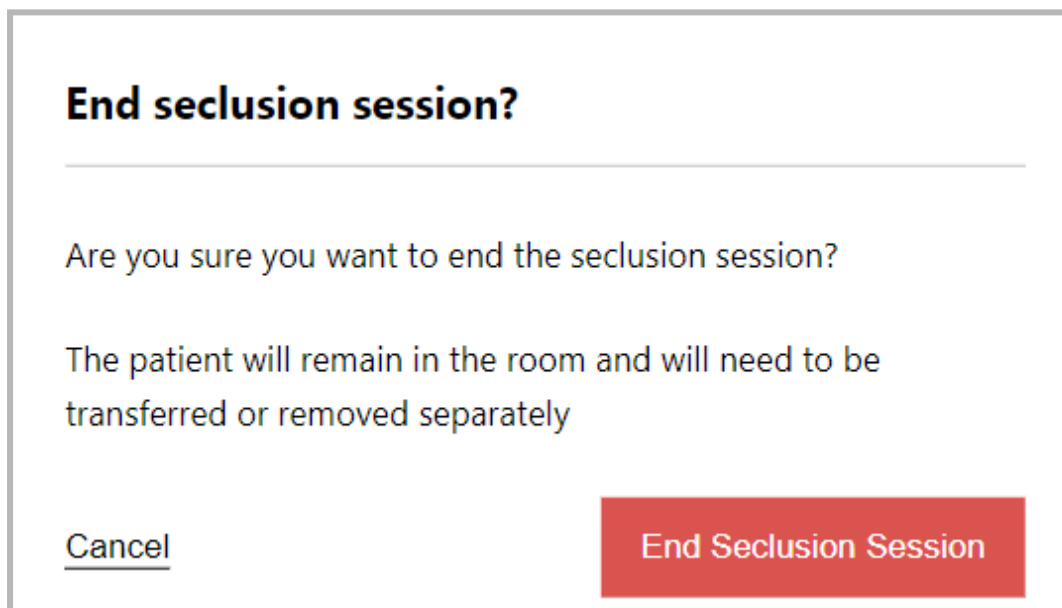 End seclusion session?
Are you sure you want to end the seclusion session?
The patient will remain in the room and will need to be
transferred or removed separately
Cancel
End Seclusion Session